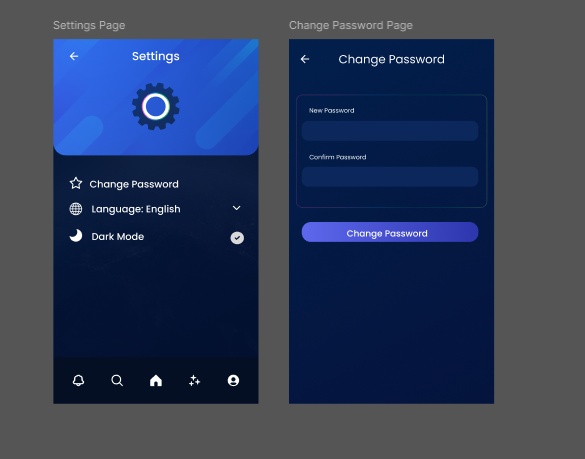 Settings Page
Settings
Change Password
Language: English
Dark Mode
Change Password Page
Change Password
New Password
Confirm Password
Change Password